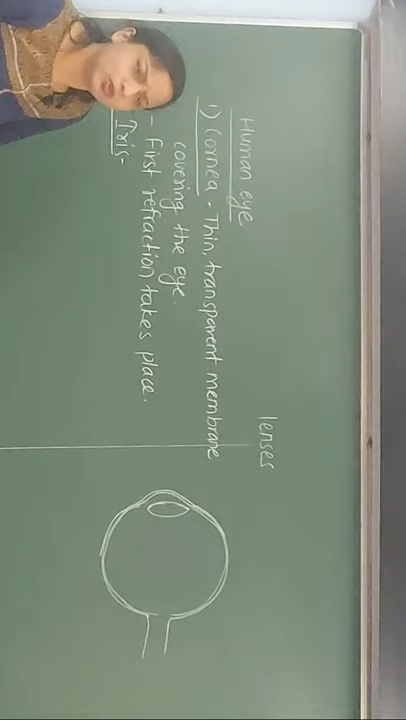 lenses
Human eye
1) Cornea - Thin, transparent membrane
covering the eye.
- First refraction takes place.
Iris-